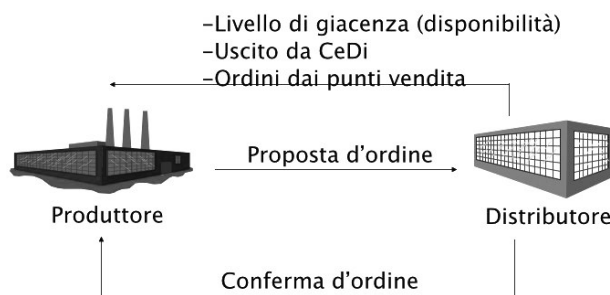 -Livello di giacenza (disponibilità)
-Uscito da CeDi
-Ordini dai punti vendita
Proposta d'ordine
Produttore
Distributore
Conferma d'ordine